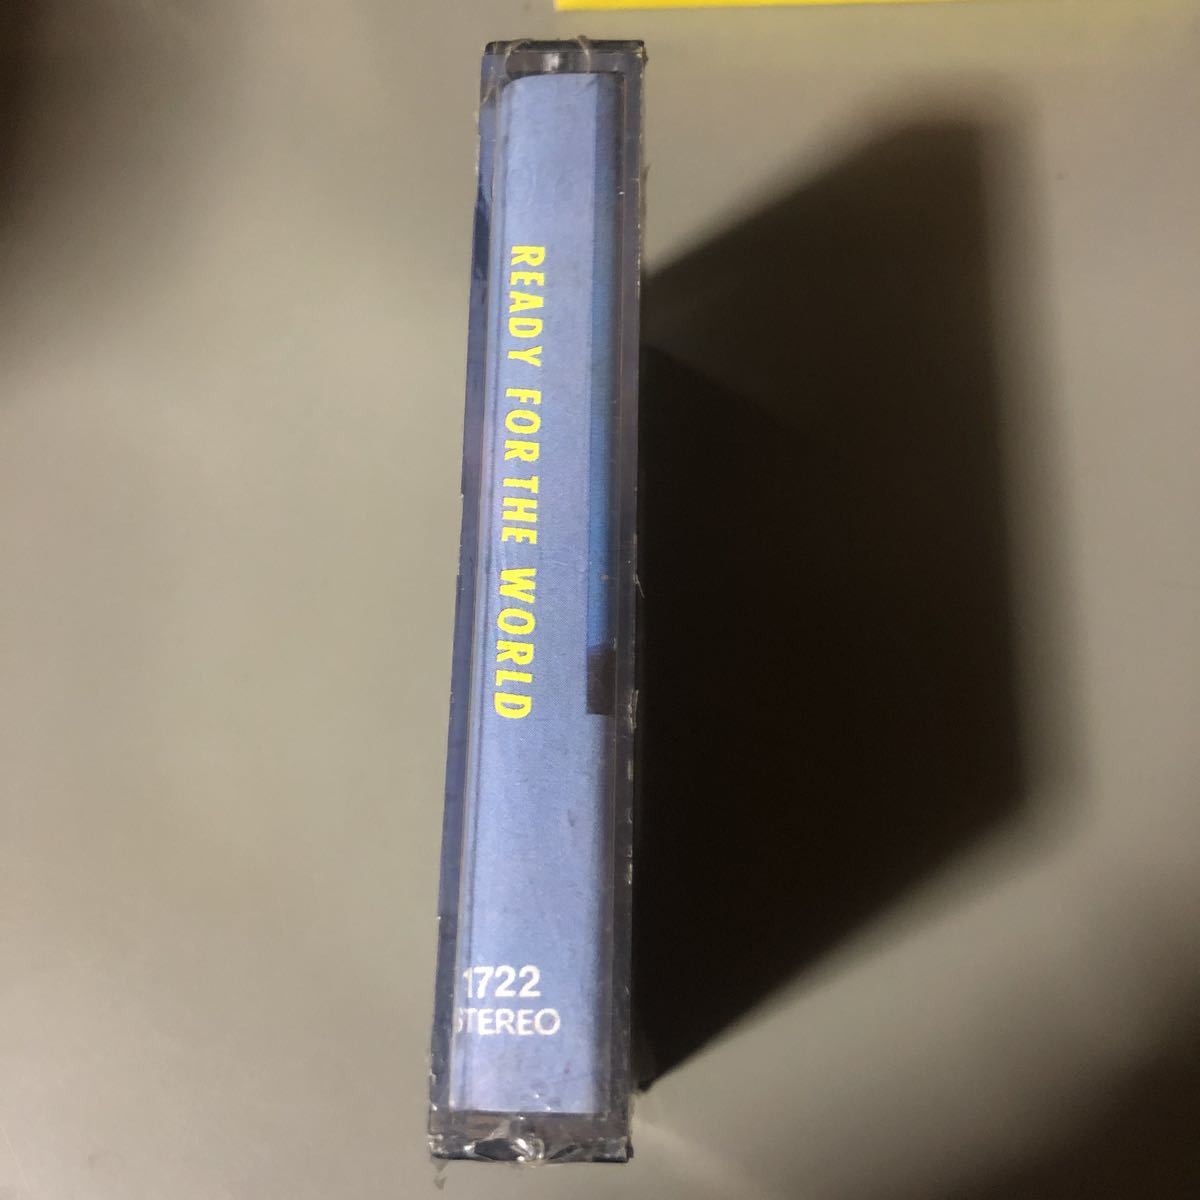 READY FOR THE WORLD
1722
STEREO